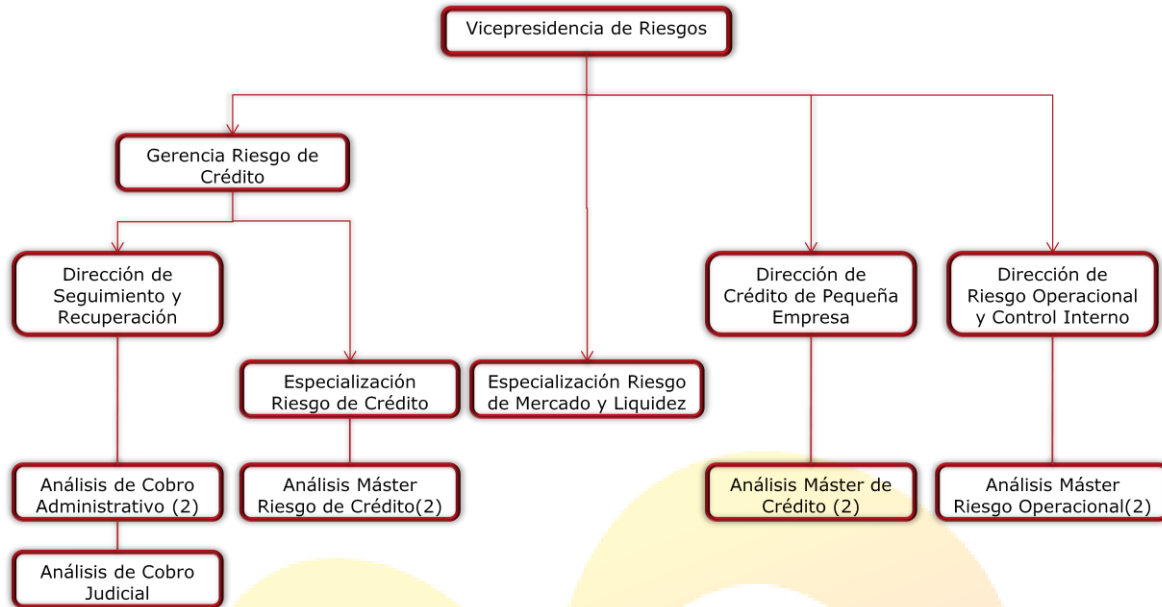 Vicepresidencia de Riesgos
Gerencia Riesgo de
Crédito
Dirección de
Seguimiento y
Recuperación
Dirección de
Crédito de Pequeña
Empresa
Dirección de
Riesgo Operacional
y Control Interno
Especialización
Riesgo de Crédito
Especialización Riesgo
de Mercado y Liquidez
Análisis de Cobro
Administrativo (2)
Análisis Máster
Riesgo de Crédito(2)
Análisis Máster de
Crédito (2)
Análisis Máster
Riesgo Operacional(2)
Análisis de Cobro
Judicial